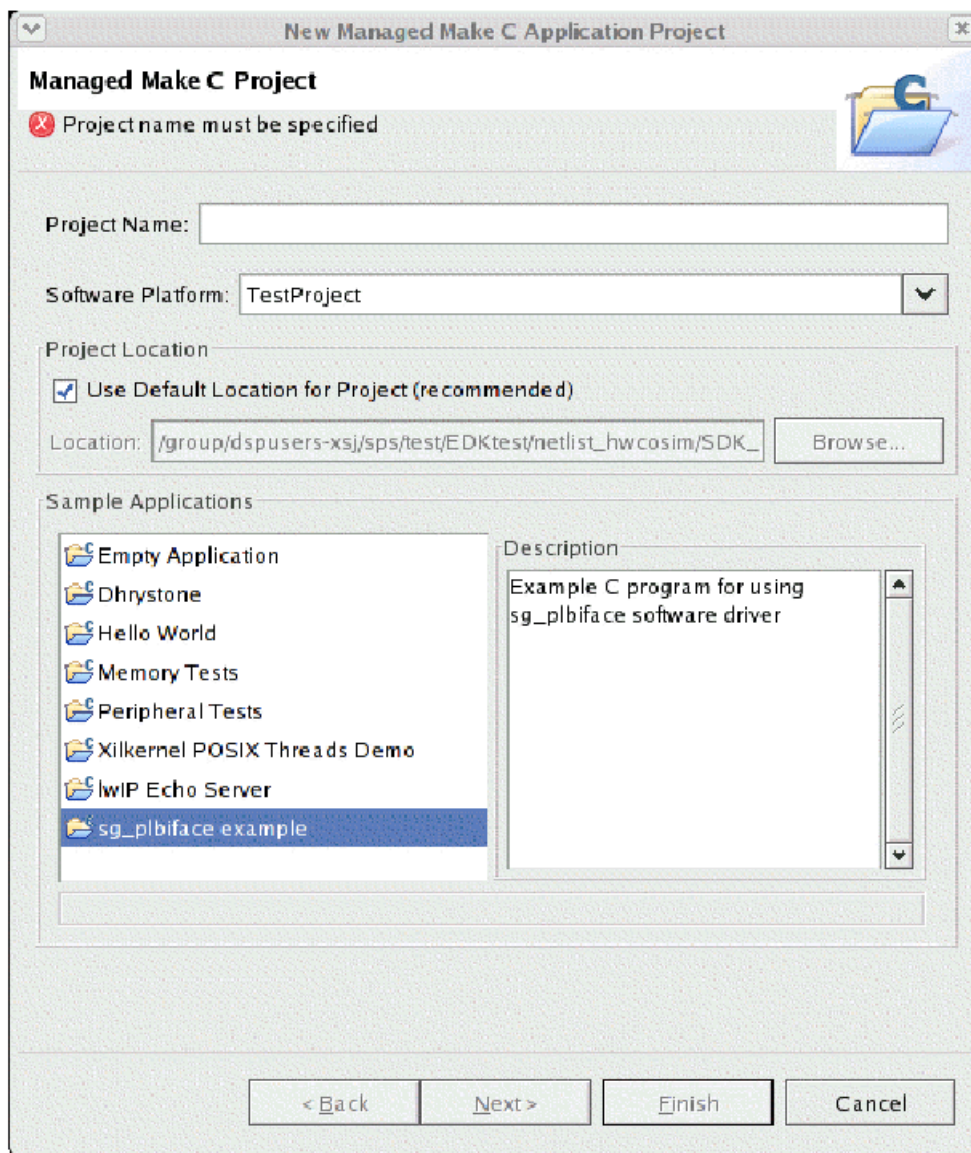 New Managed Make C Application Project
Managed Make C Project
Project name must be specified
Project Name:
Software Platform: TestProject
Project Location
Use Default Location for Project (recommended)
Location: /group/dspusers-xsj/sps/test/EDKtest/netlist_hwcosim/SDK_ Browse...
Sample Applications
Empty Application
Dhrystone
Hello World
Memory Tests
Peripheral Tests
Xilkernel POSIX Threads Demo
lwIP Echo Server
sg_plbiface example
Description
Example C program for using
sg_plbiface software driver
< Back Next > Finish Cancel